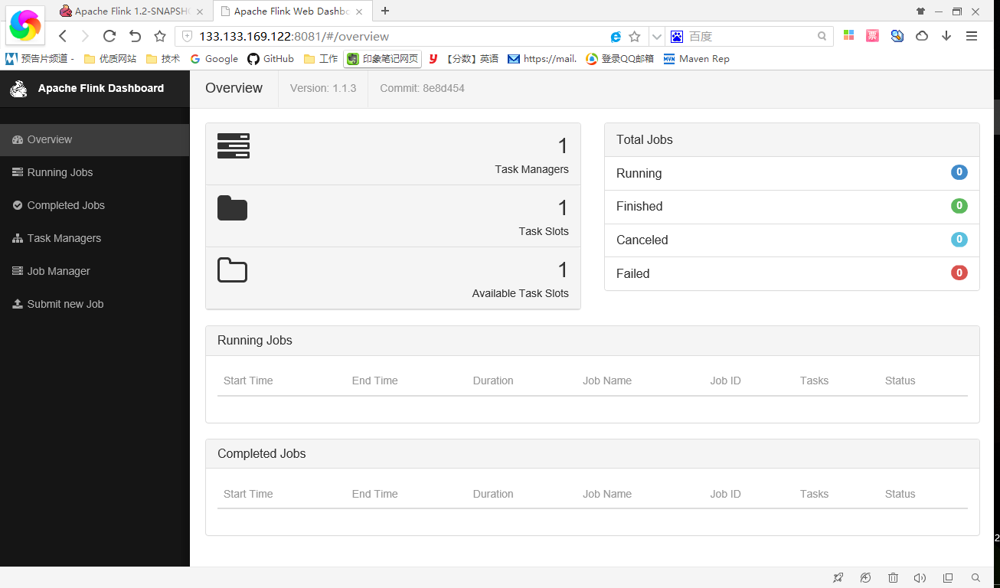 Apache Flink 1.2-SNAPSH
Apache Flink Web Dashbo
133.133.169.122:8081/#/overview
百度
票
预告片频道 - 优质网站 技术 Google GitHub 工作 印象笔记网页 【分数】英语 https://mail. 登录QQ邮箱 Maven Rep
Apache Flink Dashboard
Overview Version: 1.1.3 Commit: 8e8d454
Overview
Running Jobs
Completed Jobs
Task Managers
Job Manager
Submit new Job
1
Task Managers
1
Task Slots
1
Available Task Slots
Total Jobs
Running 0
Finished 0
Canceled 0
Failed 0
Running Jobs
Start Time End Time Duration Job Name Job ID Tasks Status
Completed Jobs
Start Time End Time Duration Job Name Job ID Tasks Status
2